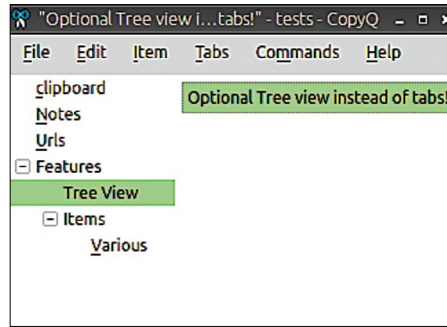 "Optional Tree view i...tabs!" - tests - CopyQ
File Edit Item Tabs Commands Help
clipboard
Optional Tree view instead of tabs!
Notes
Urls
Features
Tree View
Items
Various